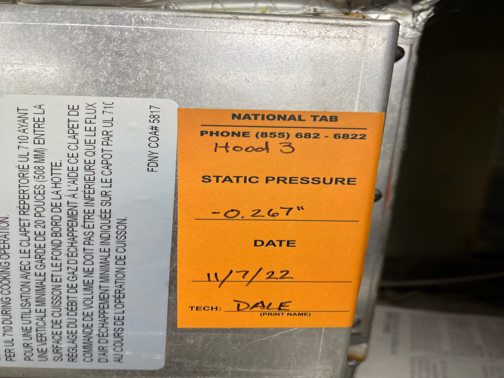 PER UL 710 DURING COOKING OPERATION.
POUR UNE UTILISATION AVEC LE CLAPET RÉPERTORIÉ UL 710 AYANT
UNE VERTICALE MINIMALE GARDE DE 20 POUCES (508 MM) ENTRE LA
SURFACE DE CUISSON ET LE FOND BORD DE LA HOTTE.
RÉGLAGE DU DÉBIT DE GAZ D'ÉCHAPPEMENT À L'AIDE CE CLAPET DE
COMMANDE DE VOLUME NE DOIT PAS ÊTRE INFÉRIEURE QUE LE FLUX
D'AIR D'ÉCHAPPEMENT MINIMALE INDIQUÉE SUR LE CAPOT PAR UL 710
AU COURS DE L'OPÉRATION DE CUISSON.
FDNY COA# 5817
NATIONAL TAB
PHONE (855) 682 - 6822
Hood 3
STATIC PRESSURE
-0.267"
DATE
11/7/22
TECH: DALE
(PRINT NAME)